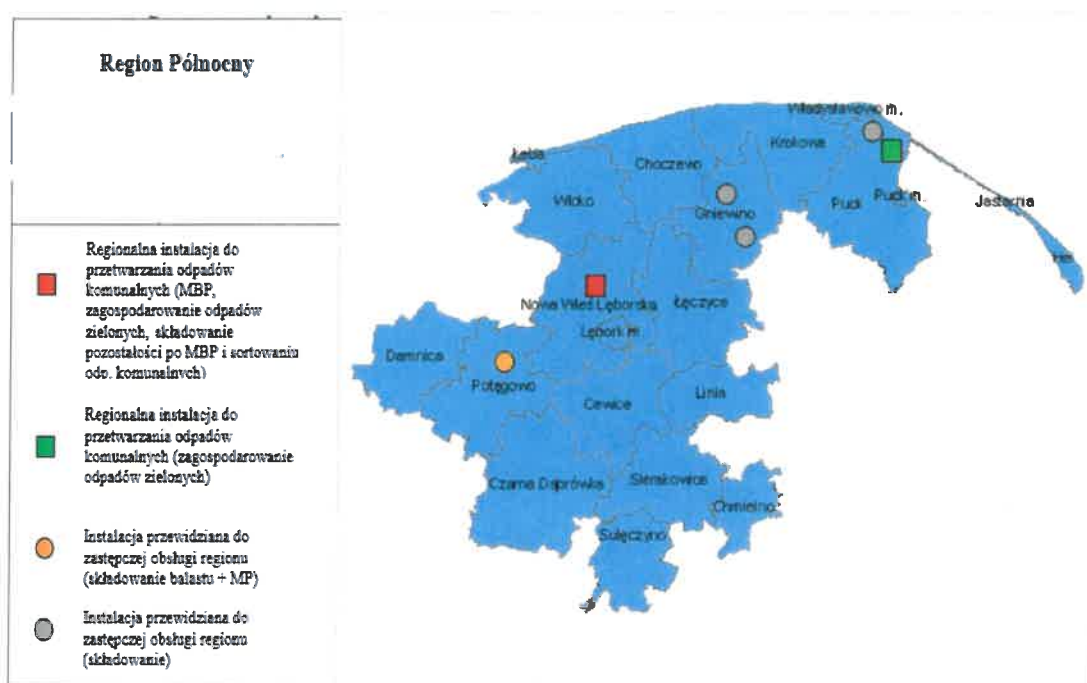 Region Północny
Regionalna instalacja do
przetwarzania odpadów
komunalnych (MBP,
zagospodarowanie odpadów
zielonych, składowanie
pozostałości po MBP i sortowaniu
odp. komunalnych)
Regionalna instalacja do
przetwarzania odpadów
komunalnych (zagospodarowanie
odpadów zielonych)
Instalacja przewidziana do
zastępczej obsługi regionu
(składowanie balastu + MP)
Instalacja przewidziana do
zastępczej obsługi regionu
(składowanie)
Władysławowo m.
Krokowa
Łeba
Choczewo
Wicko
Gniewino
Puck
Puck m.
Jastarnia
Hel
Nowa Wieś Lęborska
Łęczyce
Lębork m
Damnica
Potęgowo
Cewice
Linia
Czarna Dąbrówka
Sierakowice
Chmielno
Sulęczyno